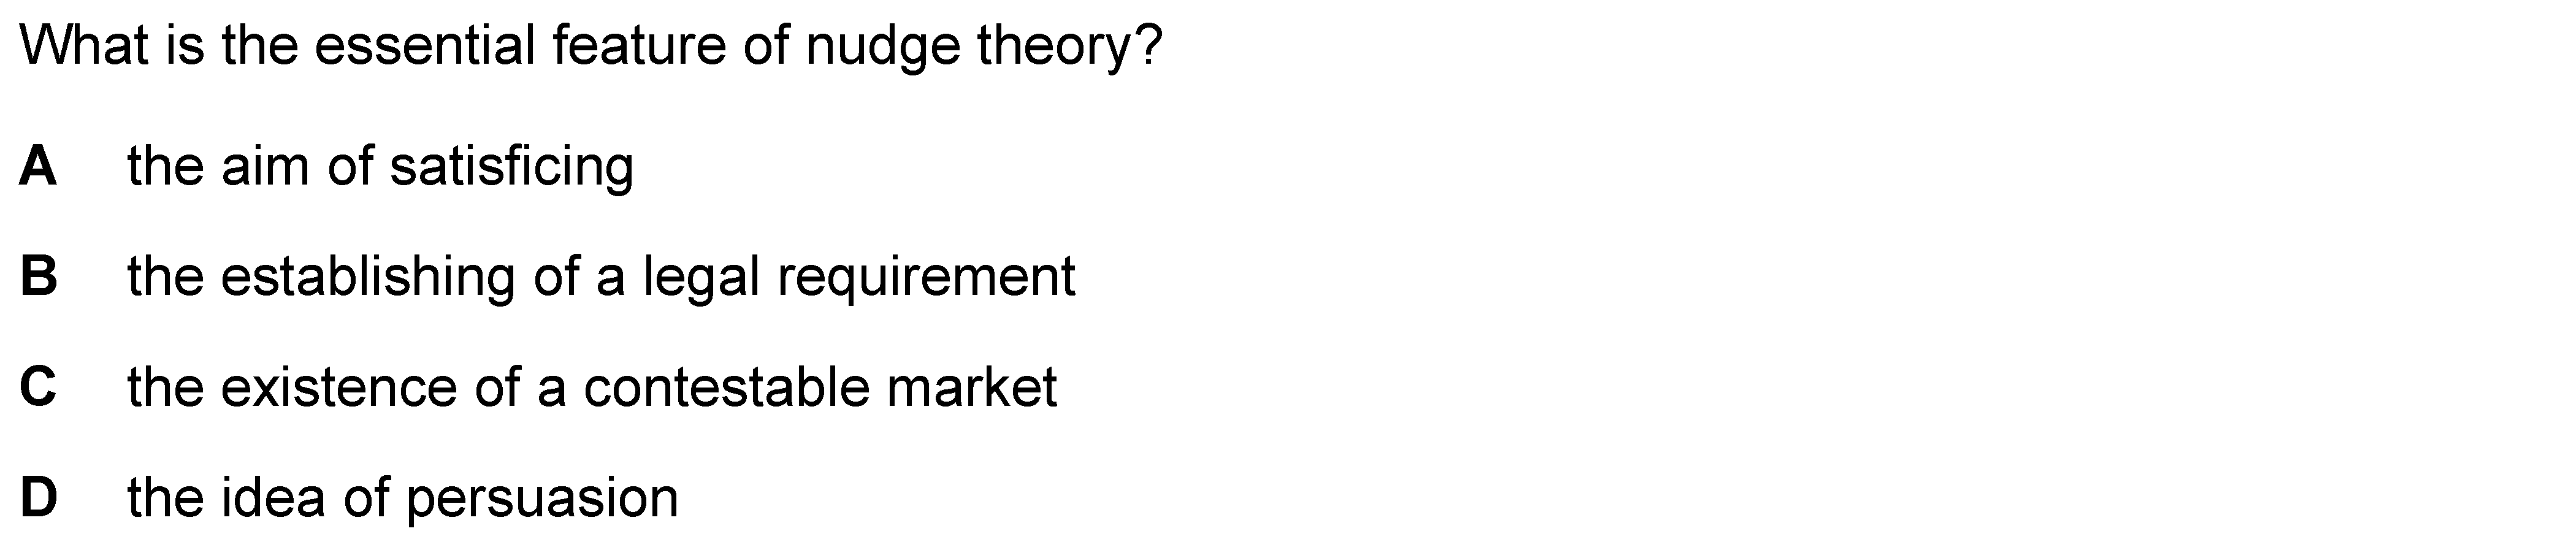 What is the essential feature of nudge theory?
A the aim of satisficing
B the establishing of a legal requirement
C the existence of a contestable market
D the idea of persuasion